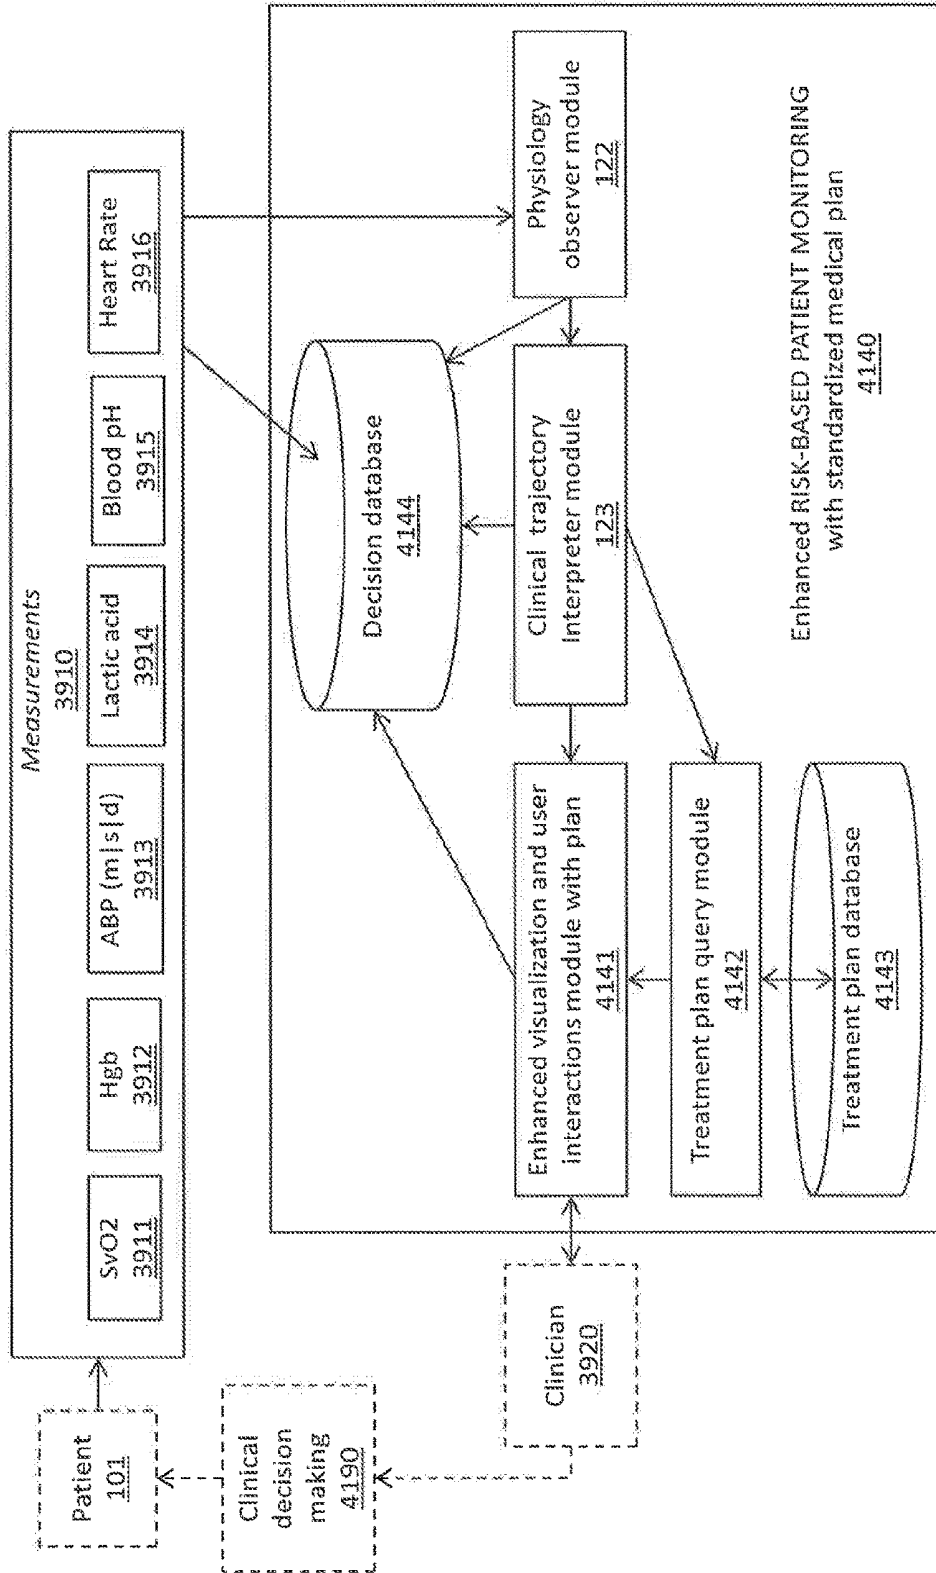 Patient
101
Measurements
3910
SvO2
3911
Hgb
3912
ABP (m|s|d)
3913
Lactic acid
3914
Blood pH
3915
Heart Rate
3916
Clinical
decision
making
4190
Clinician
3920
Decision database
4144
Enhanced visualization and user
interactions module with plan
4141
Clinical trajectory
Interpreter module
123
Physiology
observer module
122
Treatment plan query module
4142
Treatment plan database
4143
Enhanced RISK-BASED PATIENT MONITORING
with standardized medical plan
4140